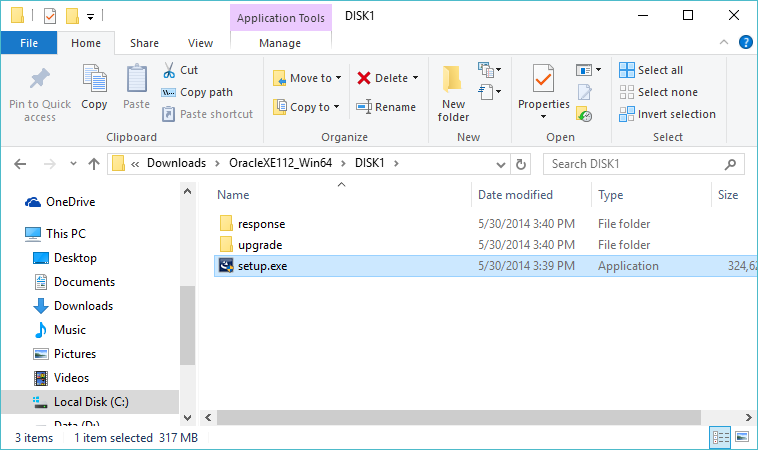 Application Tools DISK1
File Home Share View Manage
Pin to Quick access
Copy
Paste
Cut
Copy path
Paste shortcut
Clipboard
Move to
Copy to
Delete
Rename
Organize
New folder
New
Properties
Open
Select all
Select none
Invert selection
Select
« Downloads › OracleXE112_Win64 › DISK1 ›
Search DISK1
OneDrive
This PC
Desktop
Documents
Downloads
Music
Pictures
Videos
Local Disk (C:)
Data (D:)
Name Date modified Type Size
response 5/30/2014 3:40 PM File folder
upgrade 5/30/2014 3:40 PM File folder
setup.exe 5/30/2014 3:39 PM Application 324,62
3 items 1 item selected 317 MB